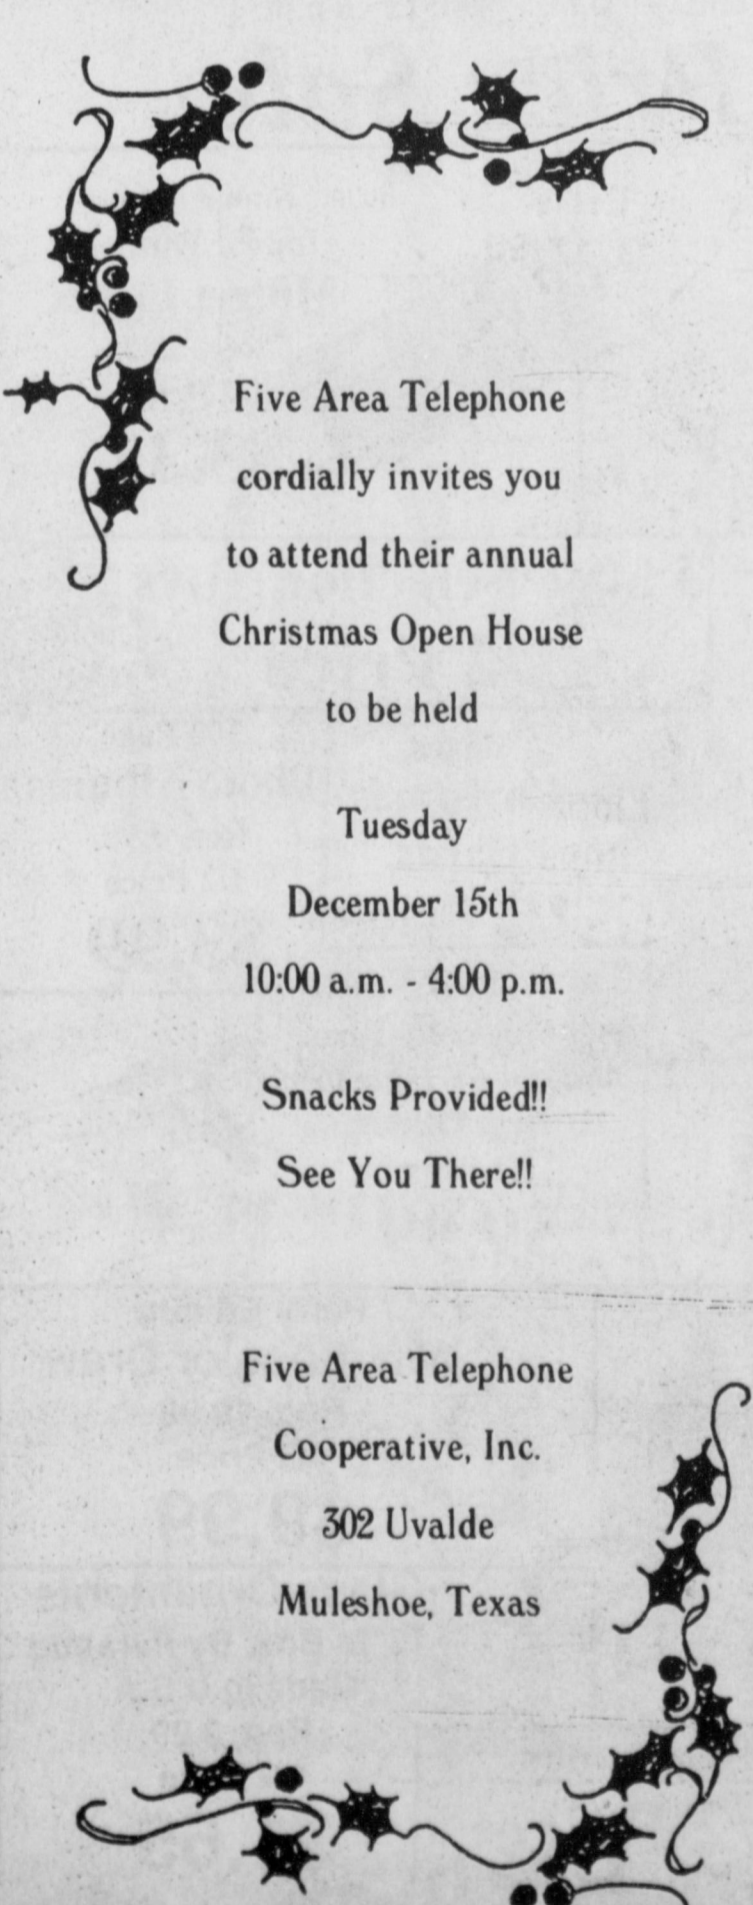 Five Area Telephone
cordially invites you
to attend their annual
Christmas Open House
to be held
Tuesday
December 15th
10:00 a.m. - 4:00 p.m.
Snacks Provided!!
See You There!!
Five Area Telephone
Cooperative, Inc.
302 Uvalde
Muleshoe, Texas